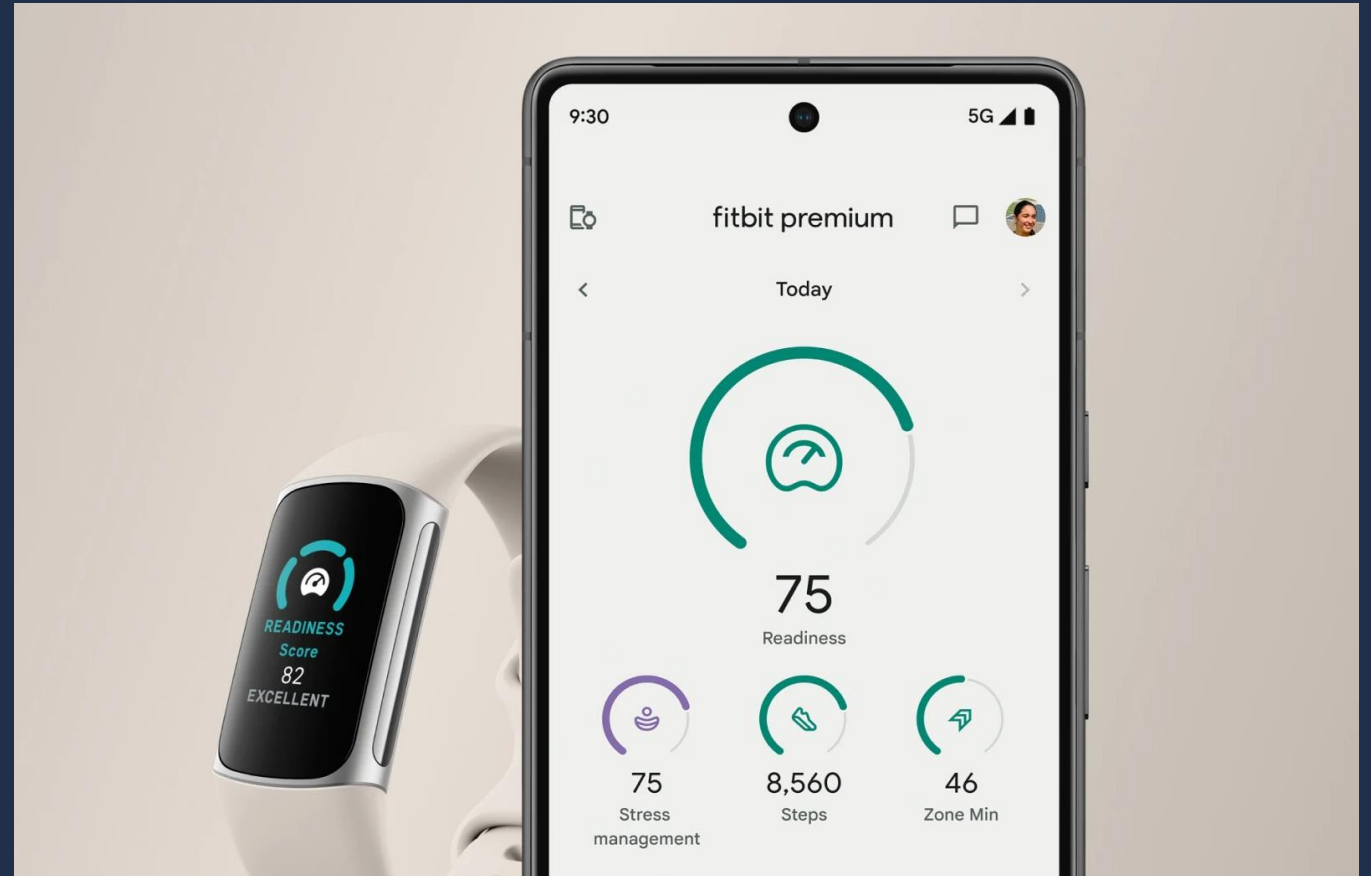 9:30
5G
fitbit premium
Today
75
Readiness
75
Stress
management
8,560
Steps
46
Zone Min
READINESS
Score
82
EXCELLENT